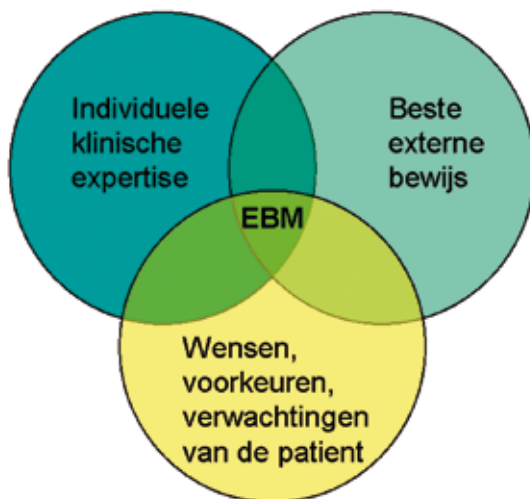 Individuele
klinische
expertise
Beste
externe
bewijs
EBM
Wensen,
voorkeuren,
verwachtingen
van de patient